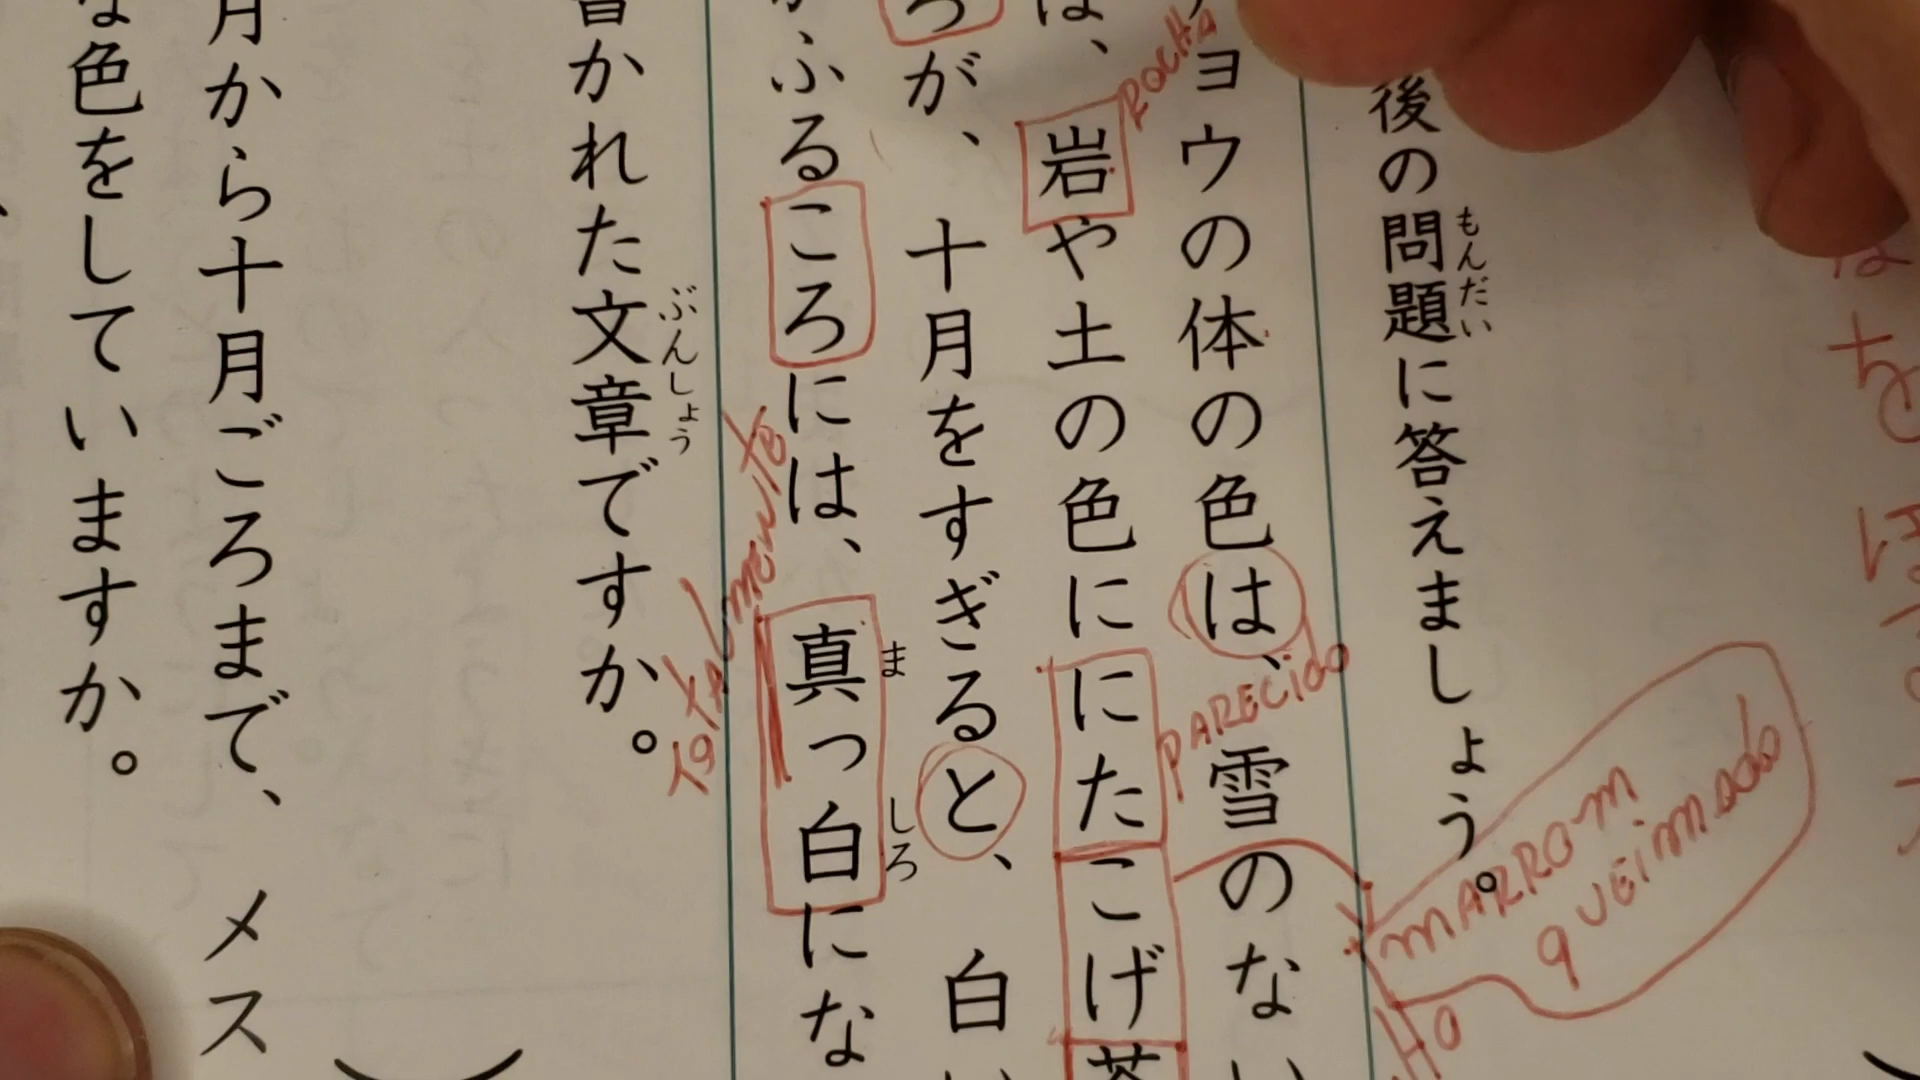 後の問題に答えましょう。
もんだい
ョウの体の色は、雪のない
は、岩や土の色ににたこげ茶
が、十月をすぎると、白い
ふるころには、真っ白にな
ま
しろ
書かれた文章ですか。
ぶんしょう
月から十月ごろまで、メス
な色をしていますか。
ROCHA
PARECIDO
MARROM
QUEIMADO
TOTALMENTE